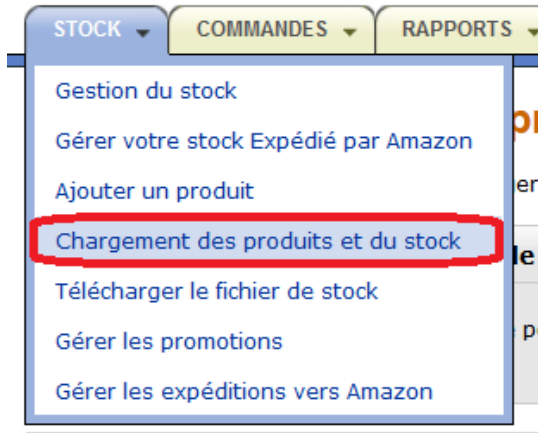 STOCK COMMANDES RAPPORTS
Gestion du stock
Gérer votre stock Expédié par Amazon
Ajouter un produit
Chargement des produits et du stock
Télécharger le fichier de stock
Gérer les promotions
Gérer les expéditions vers Amazon